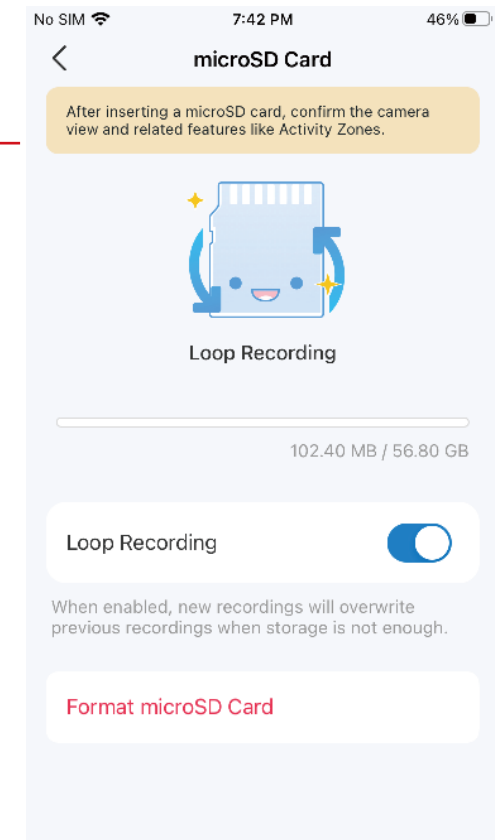 No SIM 7:42 PM 46%
microSD Card
After inserting a microSD card, confirm the camera
view and related features like Activity Zones.
Loop Recording
102.40 MB / 56.80 GB
Loop Recording
When enabled, new recordings will overwrite
previous recordings when storage is not enough.
Format microSD Card